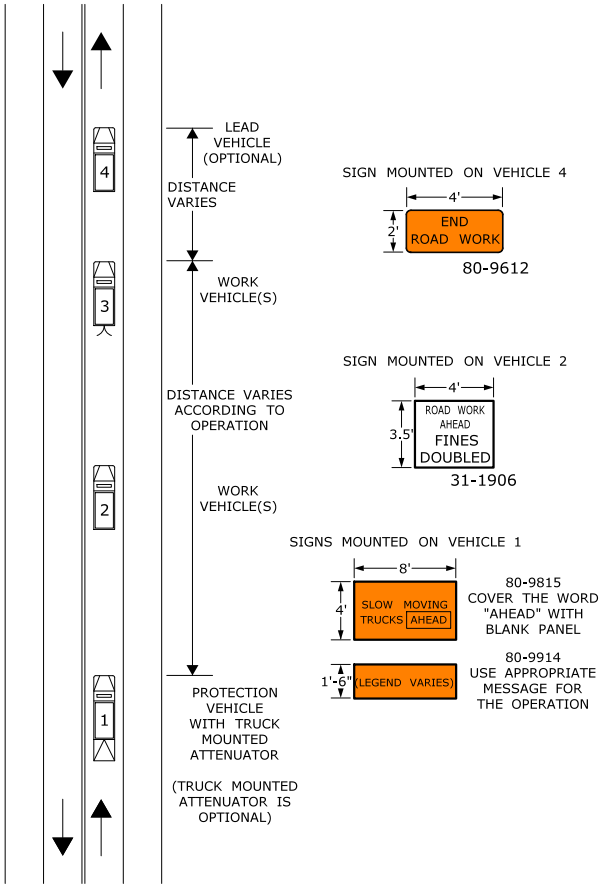 LEAD
VEHICLE
(OPTIONAL)
4
DISTANCE
VARIES
3
WORK
VEHICLE(S)
DISTANCE VARIES
ACCORDING TO
OPERATION
2
WORK
VEHICLE(S)
1
PROTECTION
VEHICLE
WITH TRUCK
MOUNTED
ATTENUATOR
(TRUCK MOUNTED
ATTENUATOR IS
OPTIONAL)
SIGN MOUNTED ON VEHICLE 4
4'
2'
END
ROAD WORK
80-9612
SIGN MOUNTED ON VEHICLE 2
4'
3.5'
ROAD WORK
AHEAD
FINES
DOUBLED
31-1906
SIGNS MOUNTED ON VEHICLE 1
8'
4'
SLOW MOVING
TRUCKS AHEAD
80-9815
COVER THE WORD
"AHEAD" WITH
BLANK PANEL
1'-6"
(LEGEND VARIES)
80-9914
USE APPROPRIATE
MESSAGE FOR
THE OPERATION